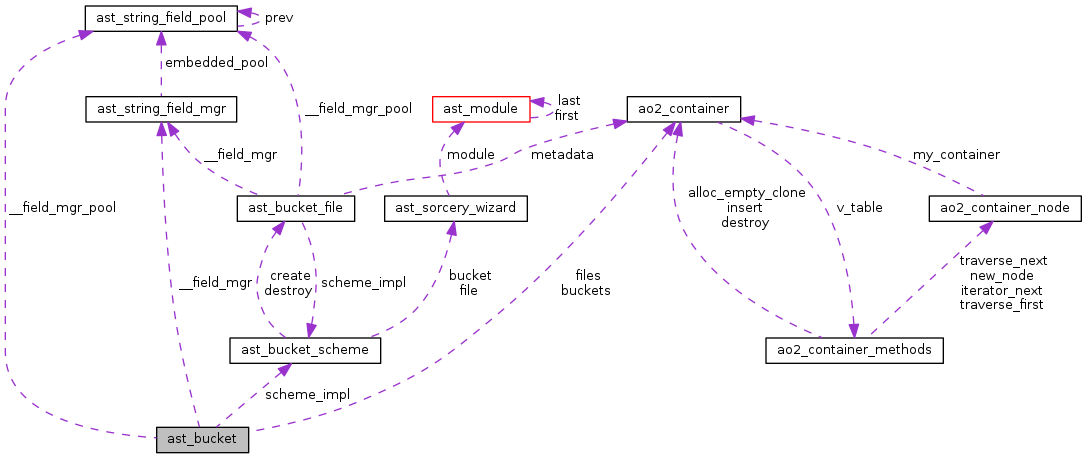 ast_string_field_pool
prev
embedded_pool
ast_string_field_mgr
__field_mgr_pool
ast_module
last
first
ao2_container
__field_mgr
module
metadata
my_container
__field_mgr_pool
ast_bucket_file
ast_sorcery_wizard
alloc_empty_clone
insert
destroy
v_table
ao2_container_node
__field_mgr
create
destroy
scheme_impl
bucket
file
files
buckets
traverse_next
new_node
iterator_next
traverse_first
ast_bucket_scheme
ao2_container_methods
scheme_impl
ast_bucket